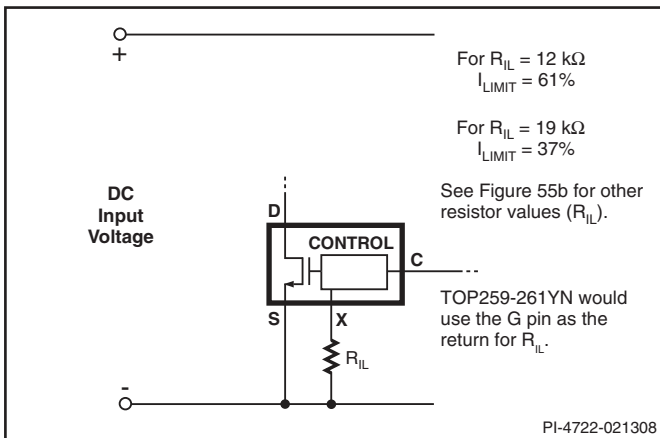 +
For R_IL = 12 kΩ
I_LIMIT = 61%
For R_IL = 19 kΩ
I_LIMIT = 37%
See Figure 55b for other
resistor values (R_IL).
DC
Input
Voltage
D
CONTROL
C
S
X
TOP259-261YN would
use the G pin as the
return for R_IL.
R_IL
-
PI-4722-021308